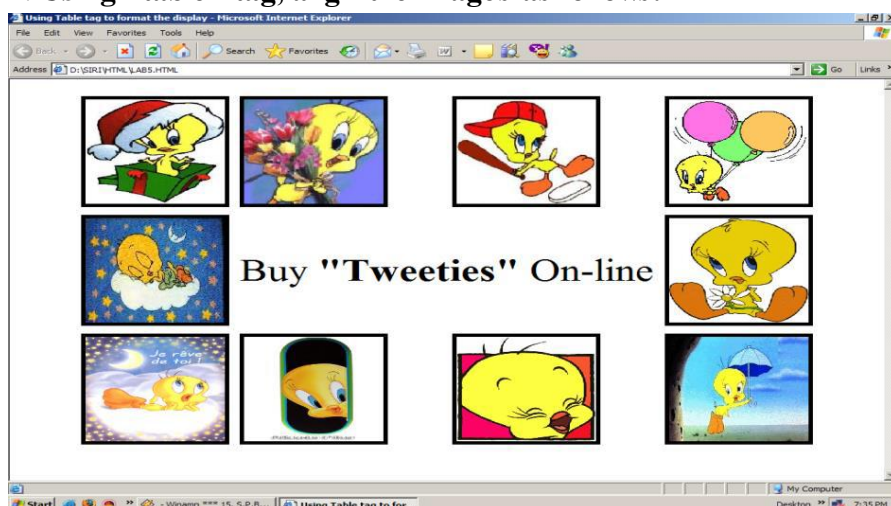 Using Table tag to format the display - Microsoft Internet Explorer
File Edit View Favorites Tools Help
Back Search Favorites
Address D:\SIRI\HTML\LAB5.HTML Go Links
Buy "Tweeties" On-line
Je rêve
de toi !
My Computer
Start Winamp *** 15. S.P.B... Using Table tag to for... Desktop 7:35 PM